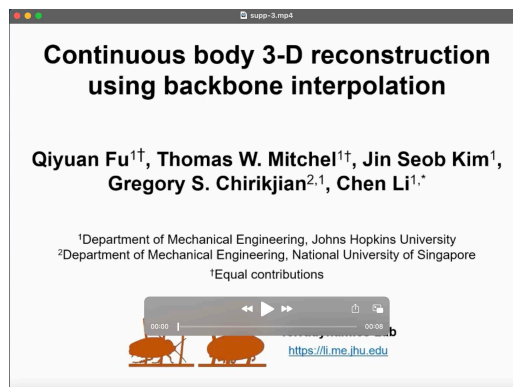 supp-3.mp4
Continuous body 3-D reconstruction
using backbone interpolation
Qiyuan Fu¹†, Thomas W. Mitchel¹†, Jin Seob Kim¹,
Gregory S. Chirikjian²,¹, Chen Li¹,*
¹Department of Mechanical Engineering, Johns Hopkins University
²Department of Mechanical Engineering, National University of Singapore
†Equal contributions
00:00
00:08
https://li.me.jhu.edu